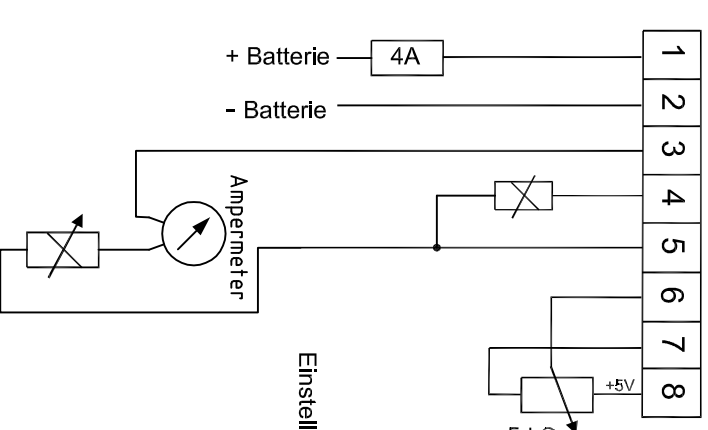 + Batterie 4A 1
- Batterie 2
3
Ampermeter
4
5
6
7
+5V 8
Einstell